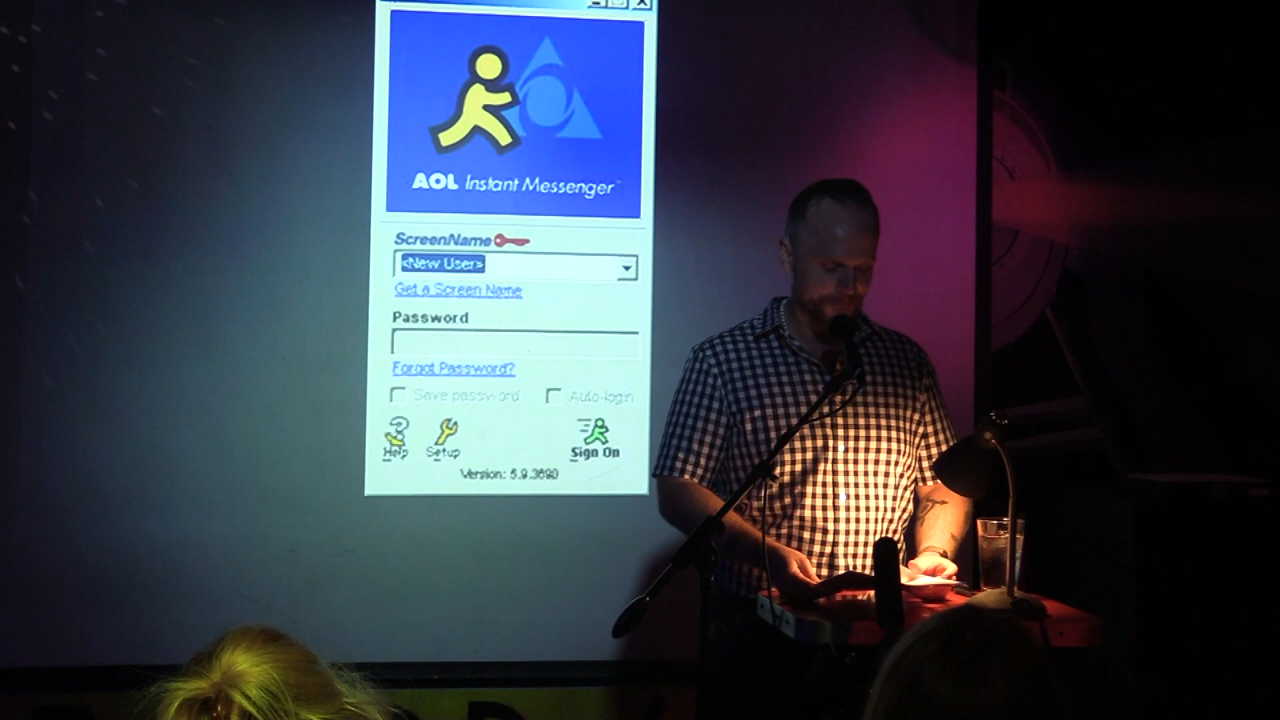 AOL Instant Messenger™
ScreenName
<New User>
Get a Screen Name
Password
Forgot Password?
Save password Auto-login
Help Setup Sign On
Version: 5.9.3690